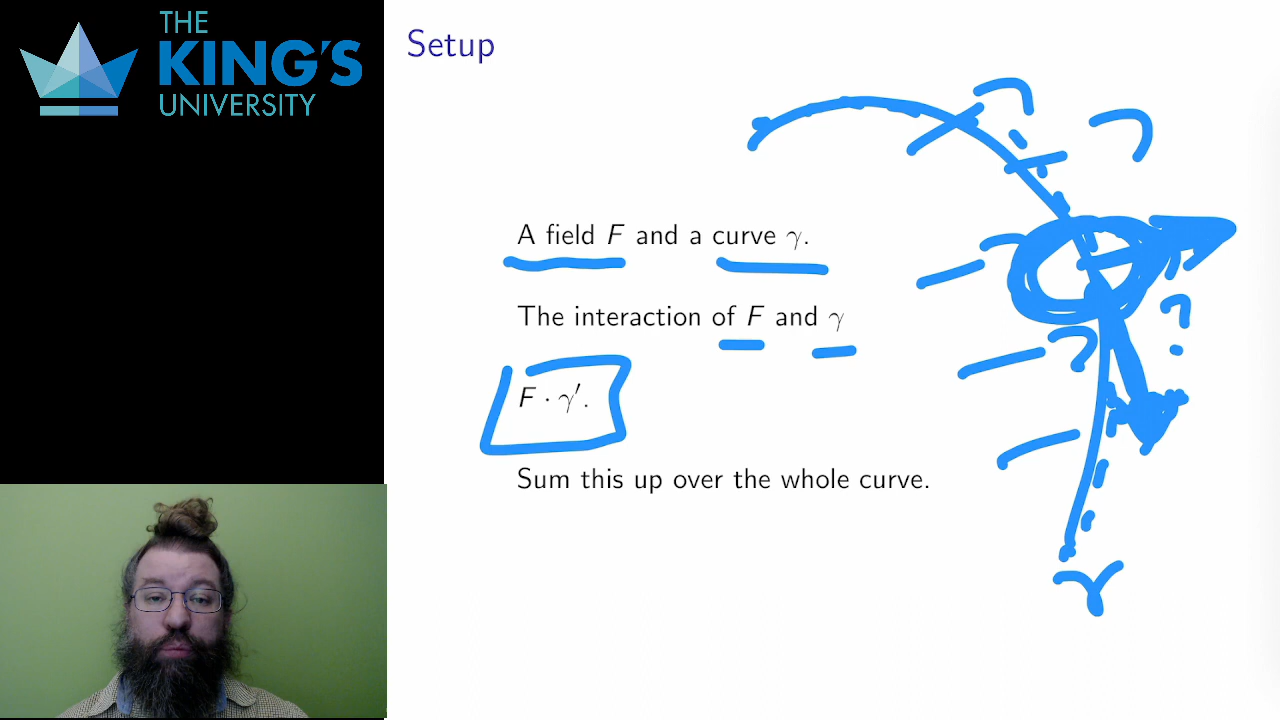 THE
KING'S
UNIVERSITY
Setup
A field F and a curve γ.
The interaction of F and γ
F · γ′.
Sum this up over the whole curve.
γ